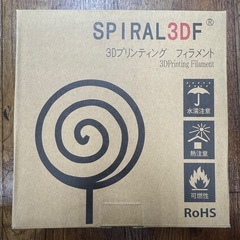 SPIRAL3DF®
3Dプリンティング フィラメント
3DPrinting Filament
水濡注意
熱注意
可燃性
RoHS